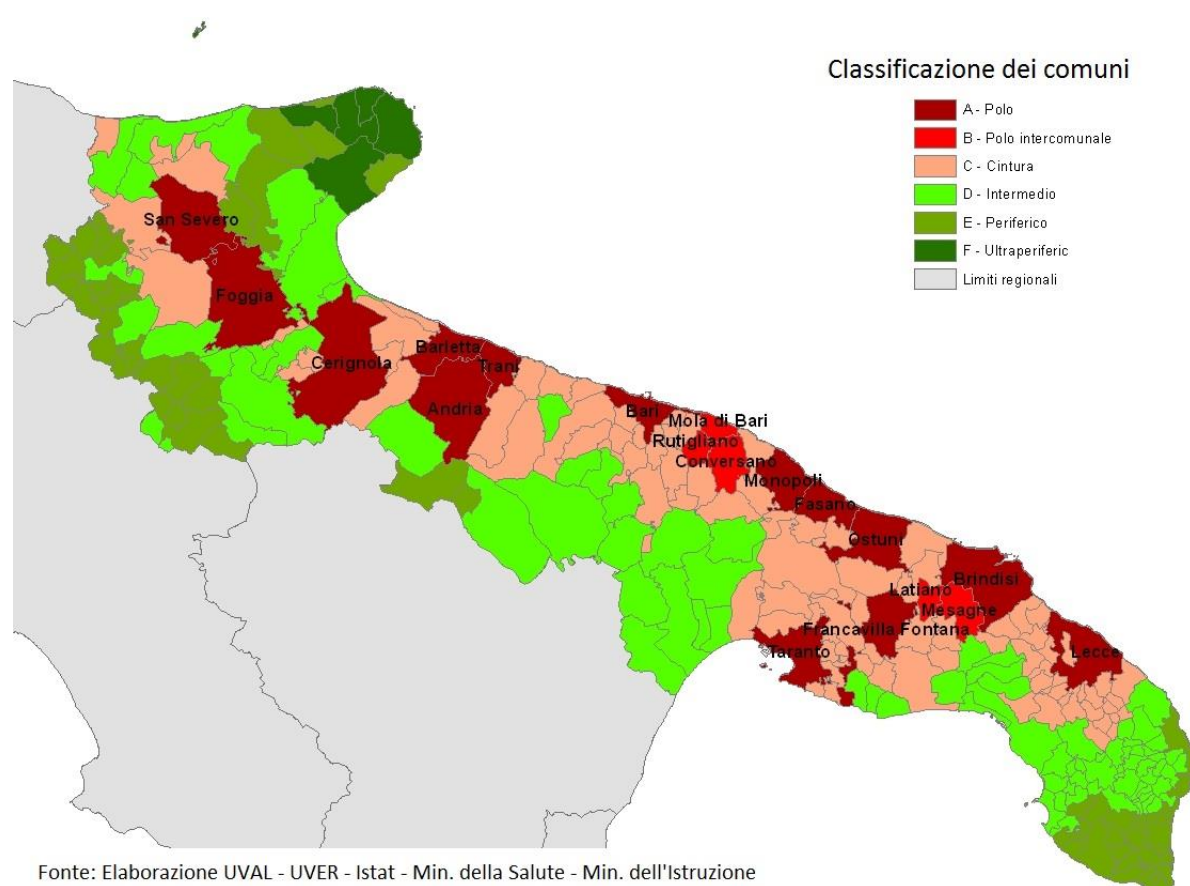 Classificazione dei comuni
A - Polo
B - Polo intercomunale
C - Cintura
D - Intermedio
E - Periferico
F - Ultraperiferic
Limiti regionali
San Severo
Foggia
Cerignola
Barletta
Trani
Andria
Bari
Mola di Bari
Rutigliano
Conversano
Monopoli
Fasano
Ostuni
Brindisi
Latiano
Mesagne
Francavilla Fontana
Taranto
Lecce
Fonte: Elaborazione UVAL - UVER - Istat - Min. della Salute - Min. dell'Istruzione